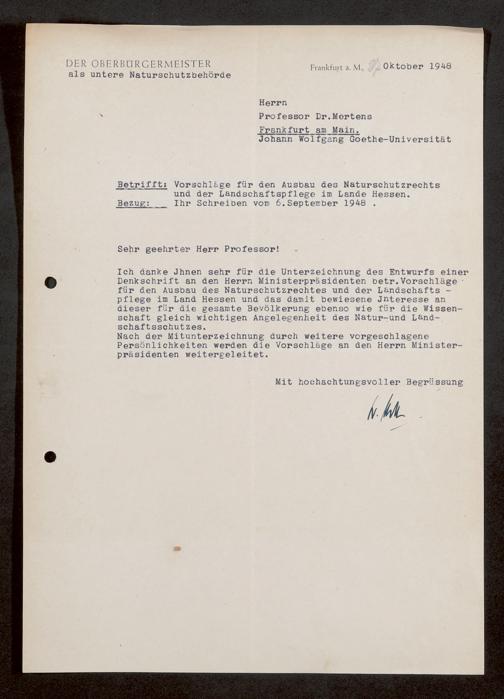 DER OBERBÜRGERMEISTER
als untere Naturschutzbehörde
Frankfurt a. M., Oktober 1948
Herrn
Professor Dr.Mertens
Frankfurt am Main.
Johann Wolfgang Goethe-Universität
Betrifft: Vorschläge für den Ausbau des Naturschutzrechts
und der Landschaftspflege im Lande Hessen.
Bezug: Ihr Schreiben vom 6.September 1948 .
Sehr geehrter Herr Professor!
Ich danke Jhnen sehr für die Unterzeichnung des Entwurfs einer
Denkschrift an den Herrn Ministerpräsidenten betr.Vorschläge
für den Ausbau des Naturschutzrechtes und der Landschafts -
pflege im Land Hessen und das damit bewiesene Jnteresse an
dieser für die gesamte Bevölkerung ebenso wie für die Wissen-
schaft gleich wichtigen Angelegenheit des Natur-und Land-
schaftsschutzes.
Nach der Mitunterzeichnung durch weitere vorgeschlagene
Persönlichkeiten werden die Vorschläge an den Herrn Minister-
präsidenten weitergeleitet.
Mit hochachtungsvoller Begrüssung